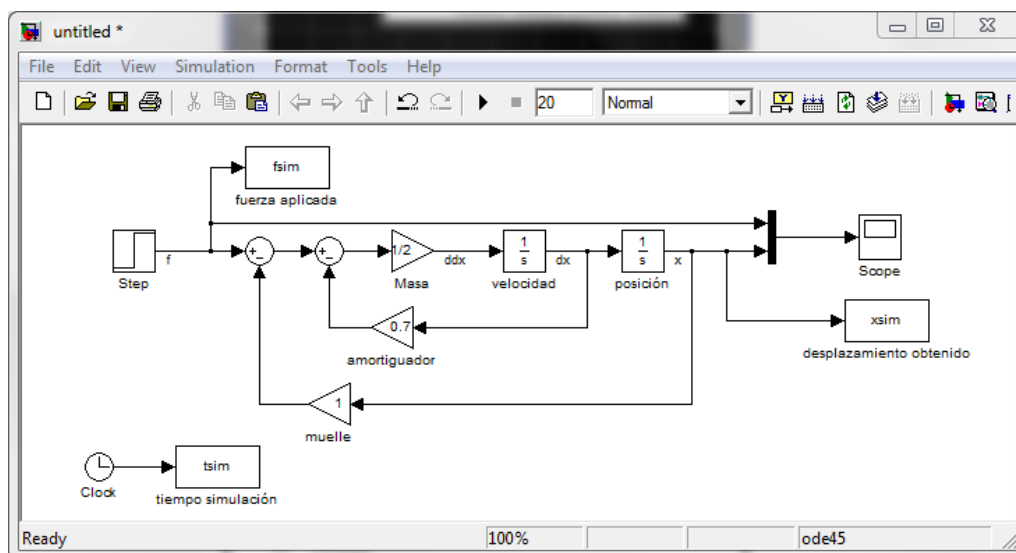 untitled *
File Edit View Simulation Format Tools Help
20 Normal
fsim
fuerza aplicada
Step
f
+
-
+
-
1/2
Masa
ddx
1
s
velocidad
dx
1
s
posición
x
Scope
0.7
amortiguador
xsim
desplazamiento obtenido
1
muelle
Clock
tsim
tiempo simulación
Ready 100% ode45